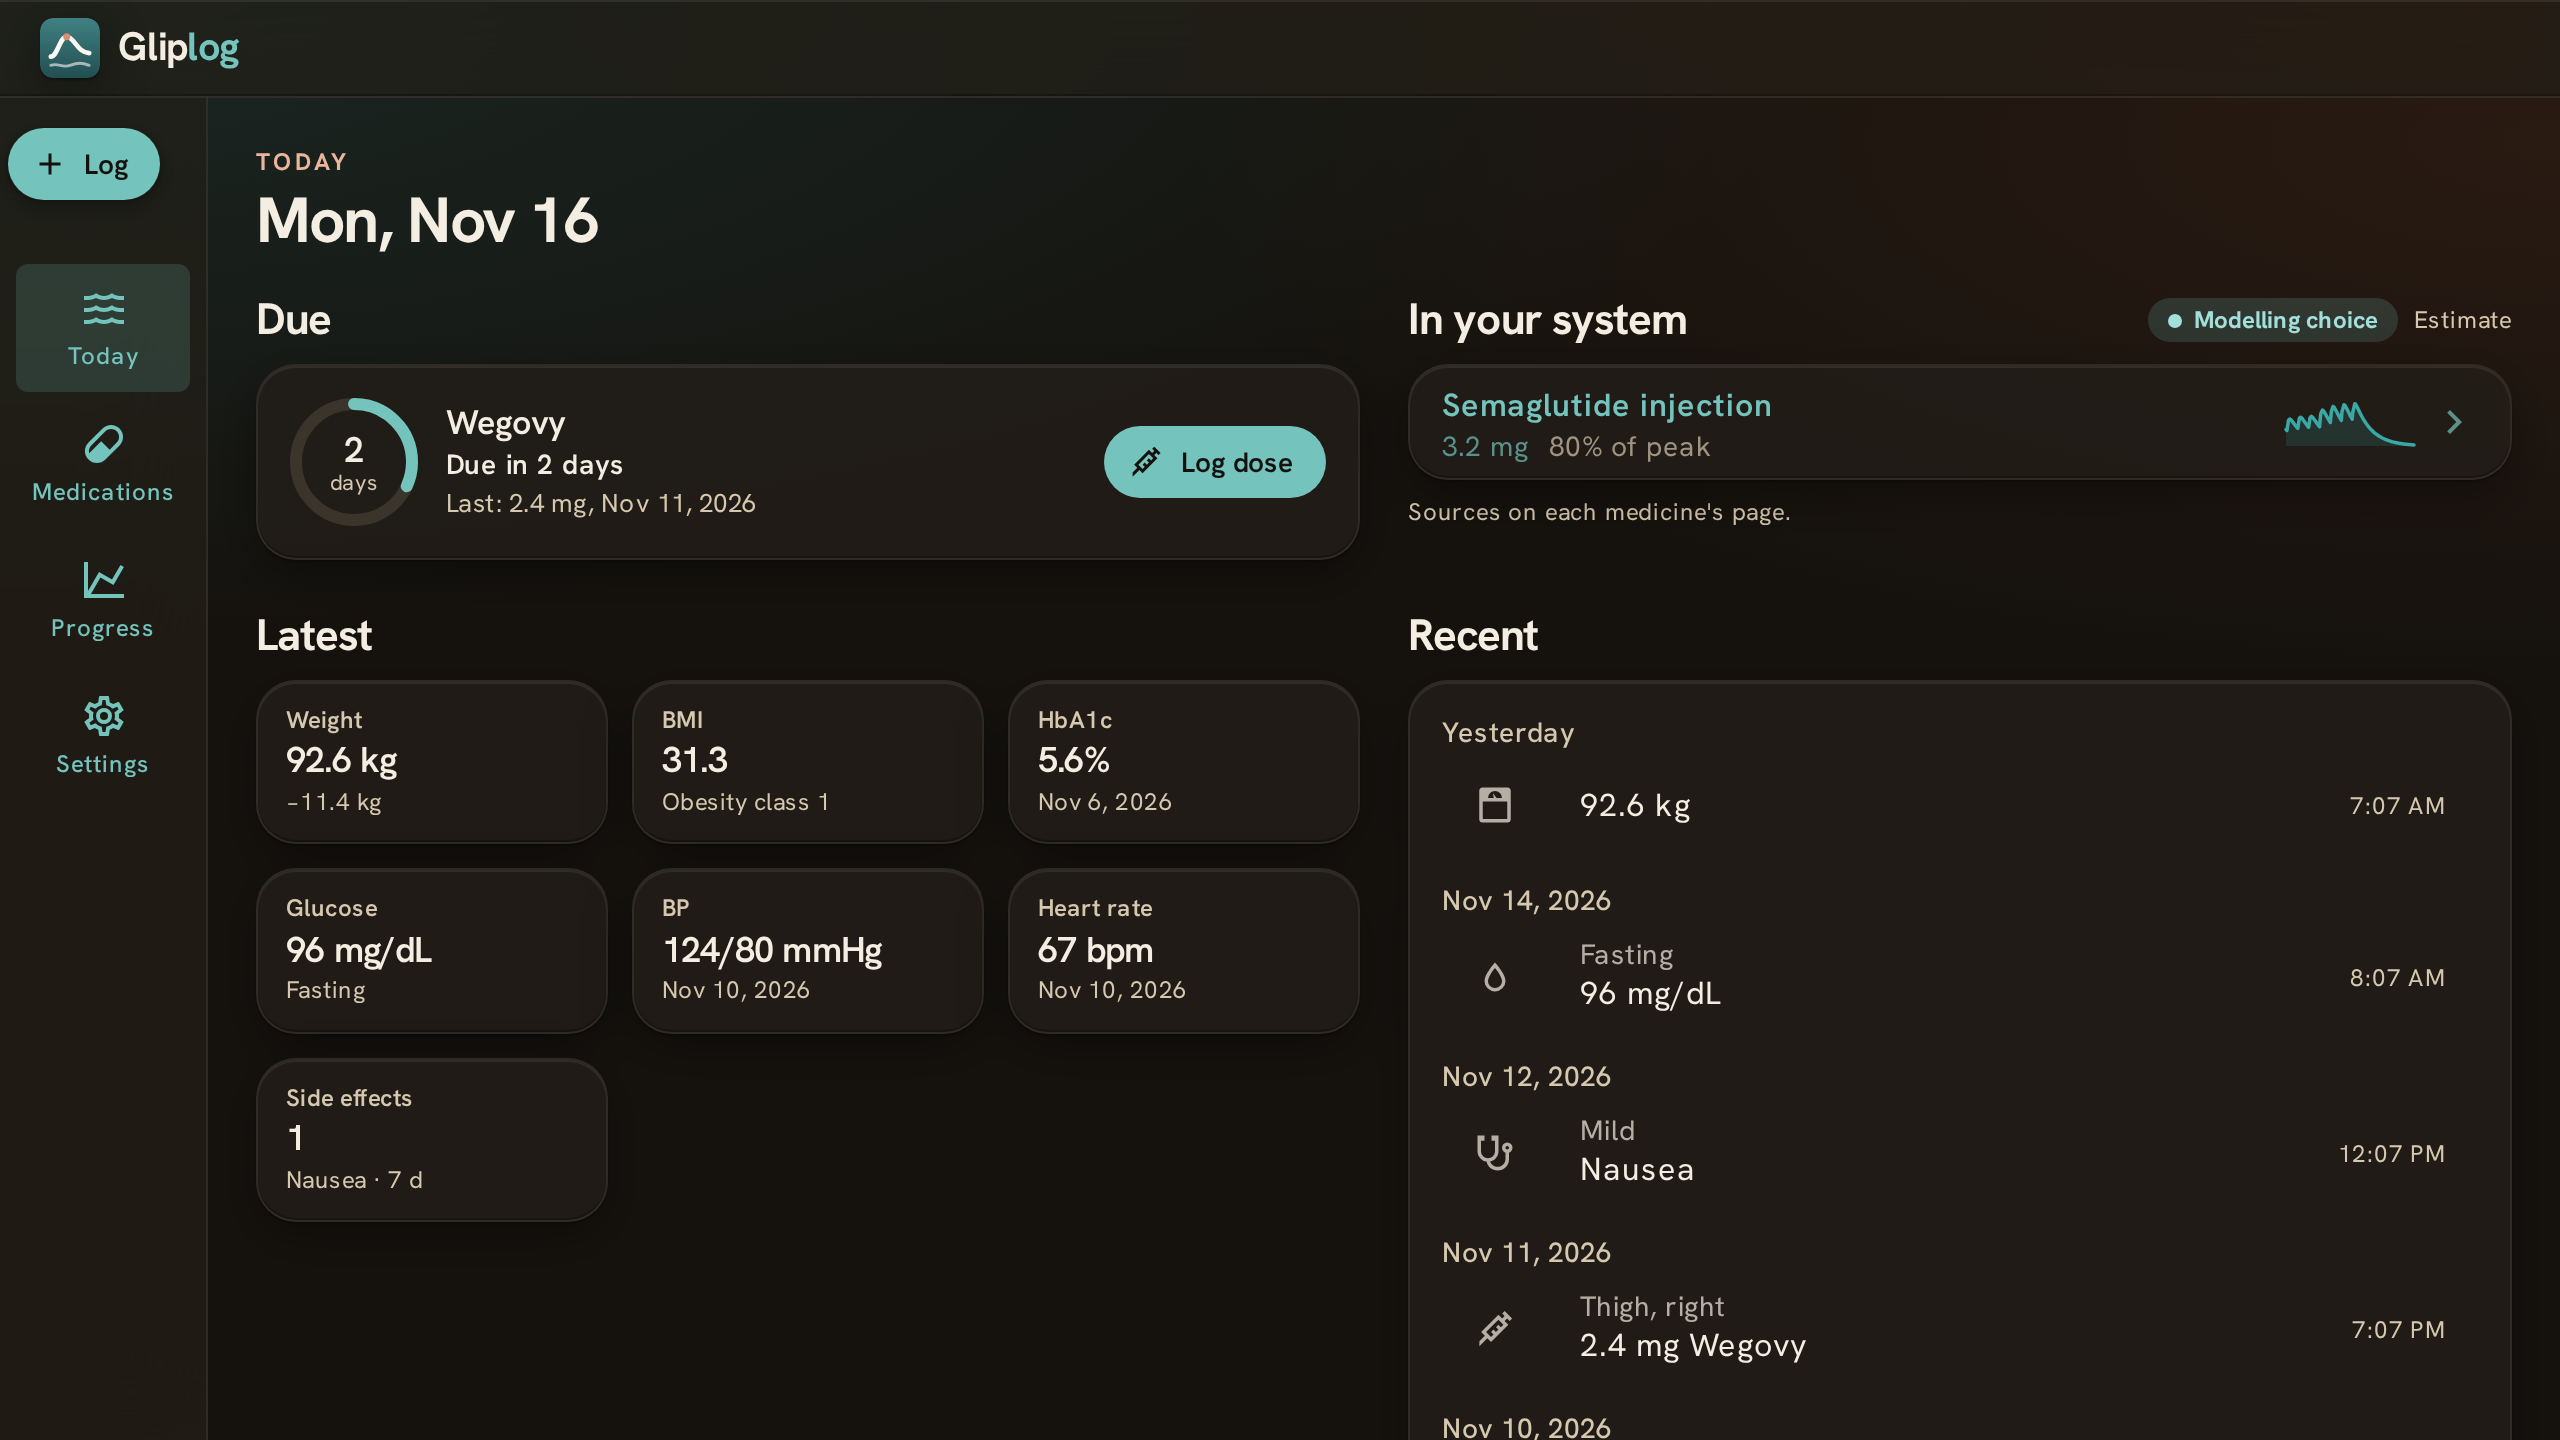 Gliplog
Log
Today
Medications
Progress
Settings
TODAY
Mon, Nov 16
Due
2
days
Wegovy
Due in 2 days
Last: 2.4 mg, Nov 11, 2026
Log dose
In your system
Modelling choice
Estimate
Semaglutide injection
3.2 mg 80% of peak
Sources on each medicine's page.
Latest
Weight
92.6 kg
−11.4 kg
BMI
31.3
Obesity class 1
HbA1c
5.6%
Nov 6, 2026
Glucose
96 mg/dL
Fasting
BP
124/80 mmHg
Nov 10, 2026
Heart rate
67 bpm
Nov 10, 2026
Side effects
1
Nausea · 7 d
Recent
Yesterday
92.6 kg
7:07 AM
Nov 14, 2026
Fasting
96 mg/dL
8:07 AM
Nov 12, 2026
Mild
Nausea
12:07 PM
Nov 11, 2026
Thigh, right
2.4 mg Wegovy
7:07 PM
Nov 10, 2026